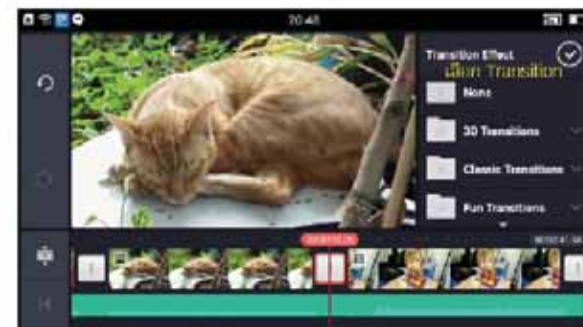 20:48
Transition Effect
เลือก Transition
None
3D Transitions
Classic Transitions
Fun Transitions